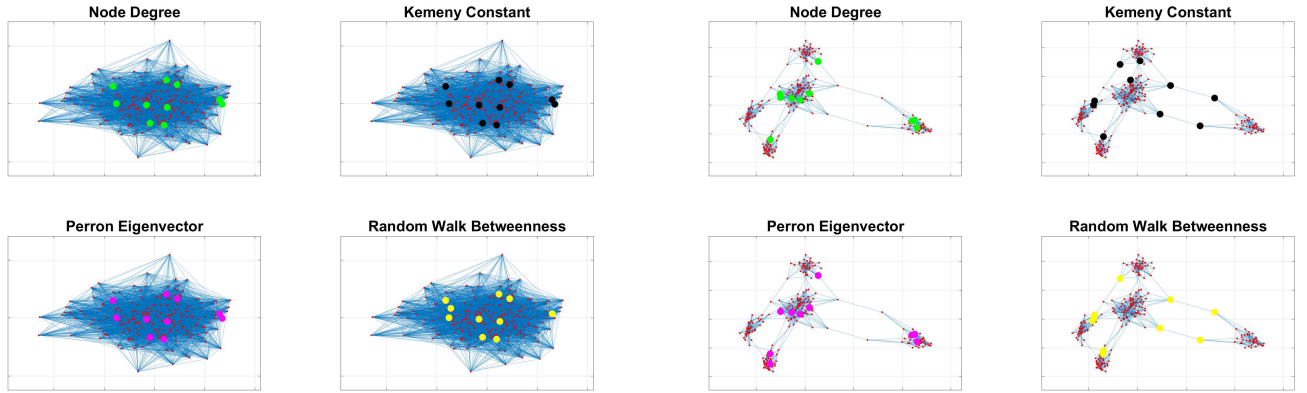 Node Degree
Kemeny Constant
Node Degree
Kemeny Constant
Perron Eigenvector
Random Walk Betweenness
Perron Eigenvector
Random Walk Betweenness